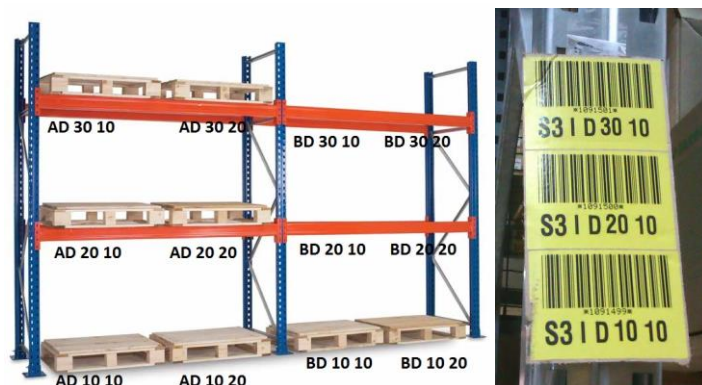 AD 30 10
AD 30 20
BD 30 10
BD 30 20
AD 20 10
AD 20 20
BD 20 10
BD 20 20
AD 10 10
AD 10 20
BD 10 10
BD 10 20
*1091501*
S3 I D 30 10
*1091500*
S3 I D 20 10
*1091499*
S3 I D 10 10